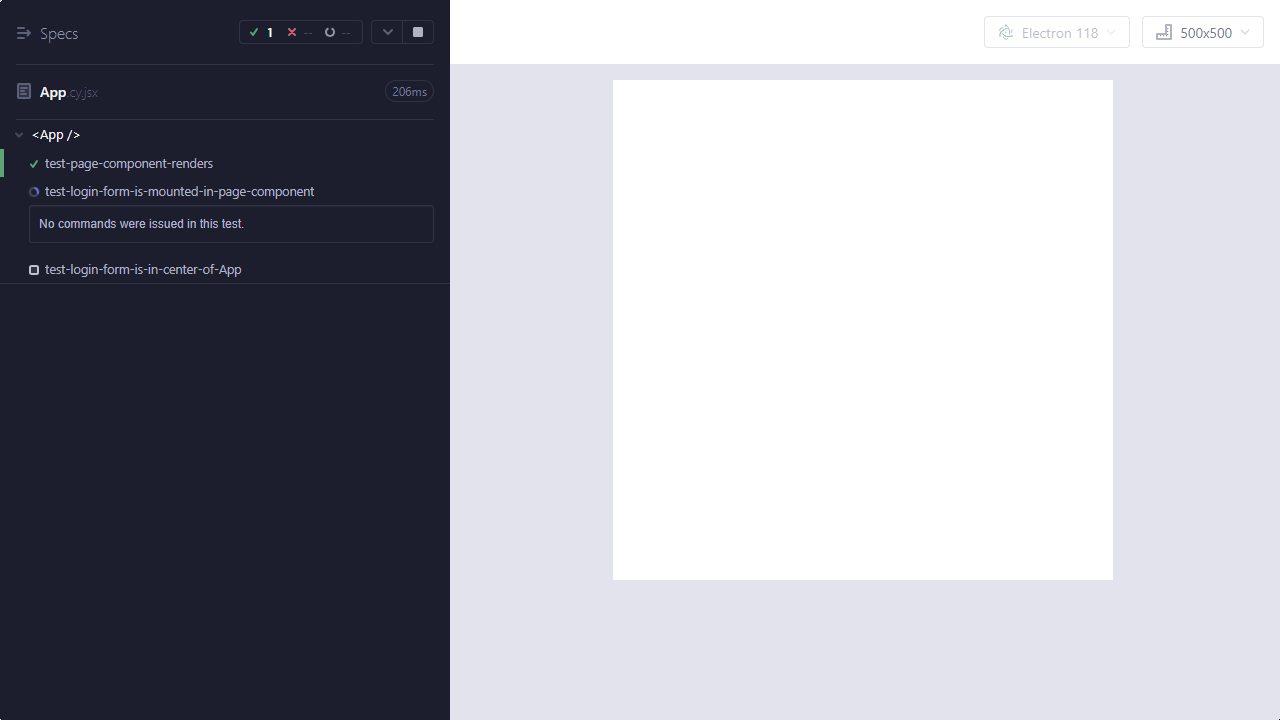 Specs
1 -- --
App.cy.jsx
206ms
<App />
test-page-component-renders
test-login-form-is-mounted-in-page-component
No commands were issued in this test.
test-login-form-is-in-center-of-App
Electron 118
500x500